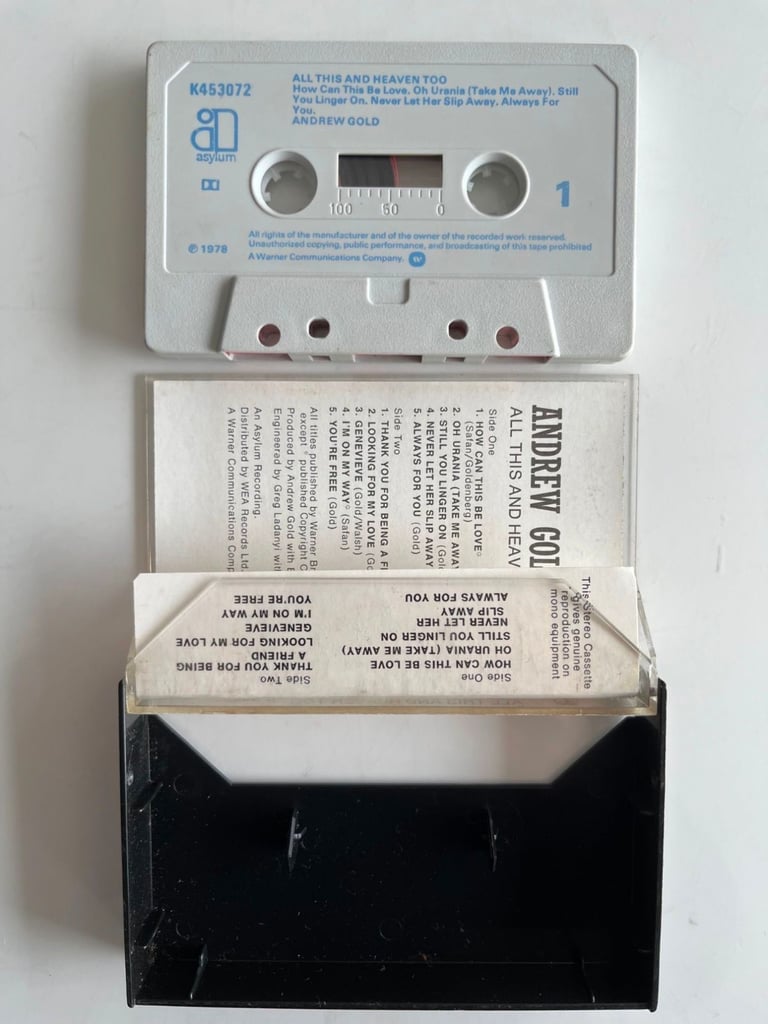 K453072
ALL THIS AND HEAVEN TOO
How Can This Be Love. Oh Urania (Take Me Away). Still
You Linger On. Never Let Her Slip Away. Always For
You.
ANDREW GOLD
asylum
100 50 0
1
℗ 1978
All rights of the manufacturer and of the owner of the recorded work reserved.
Unauthorized copying, public performance, and broadcasting of this tape prohibited
A Warner Communications Company.
ANDREW GOL
ALL THIS AND HEAV
Side One
1. HOW CAN THIS BE LOVE°
(Safan/Goldenberg)
2. OH URANIA (TAKE ME AWAY
3. STILL YOU LINGER ON (Gol
4. NEVER LET HER SLIP AWAY
5. ALWAYS FOR YOU (Gold)
Side Two
1. THANK YOU FOR BEING A F
2. LOOKING FOR MY LOVE (Go
3. GENEVIEVE (Gold/Walsh)
4. I'M ON MY WAY° (Safan)
5. YOU'RE FREE (Gold)
All titles published by Warner Br
except ° published Copyright C
Produced by Andrew Gold with
Engineered by Greg Ladanyi wit
An Asylum Recording.
Distributed by WEA Records Ltd.
A Warner Communications Comp
This Stereo Cassette
gives genuine
reproduction on
mono equipment
Side One
HOW CAN THIS BE LOVE
OH URANIA (TAKE ME AWAY)
STILL YOU LINGER ON
NEVER LET HER
SLIP AWAY
ALWAYS FOR YOU
Side Two
THANK YOU FOR BEING
A FRIEND
LOOKING FOR MY LOVE
GENEVIEVE
I'M ON MY WAY
YOU'RE FREE